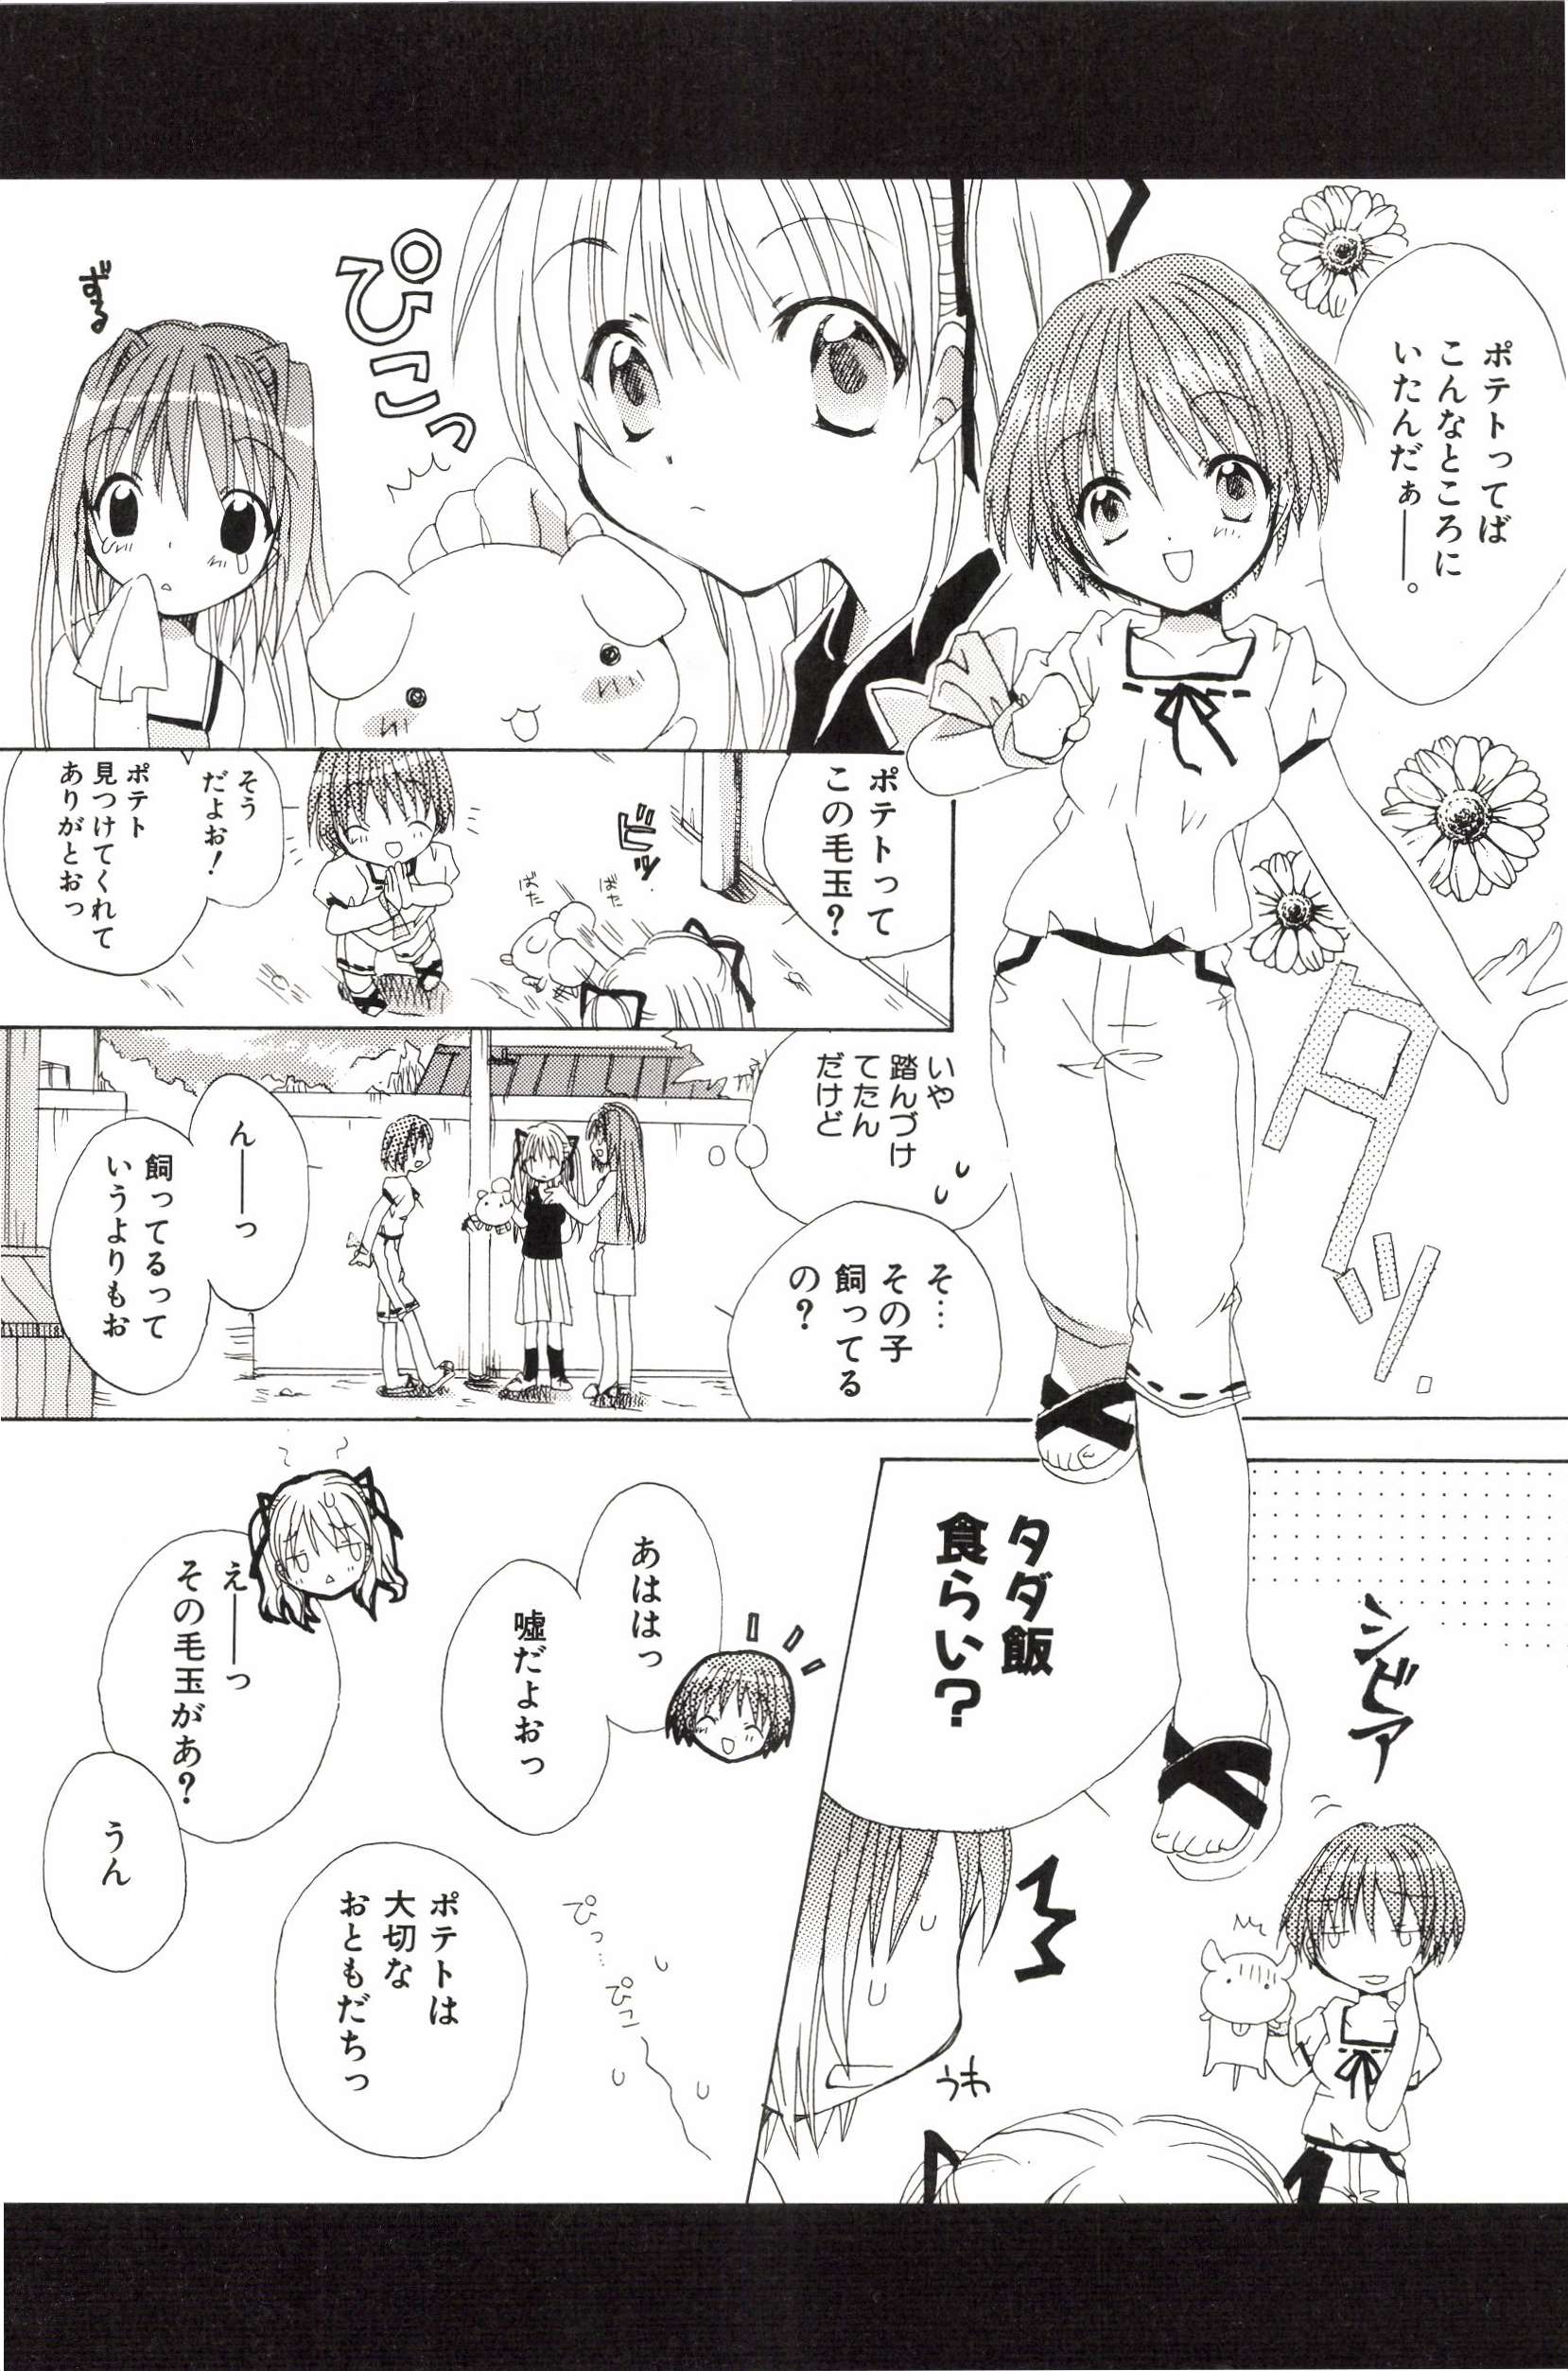 ポテトってば
こんなところに
いたんだぁ――。
ぴこっ
ずる
ポテトって
この毛玉?
ビッ
ばた
ばた
そう
だよお!
ポテト
見つけてくれて
ありがとおっ
いや
踏んづけ
てたん
だけど
そ…
その子
飼ってる
の?
ん――っ
飼ってるって
いうよりもお
タダ飯
食らい?
シビア
うわ
あははっ
嘘だよおっ
ぴっ…
ぴこ―
ポテトは
大切な
おともだちっ
え――っ
その毛玉があ?
うん